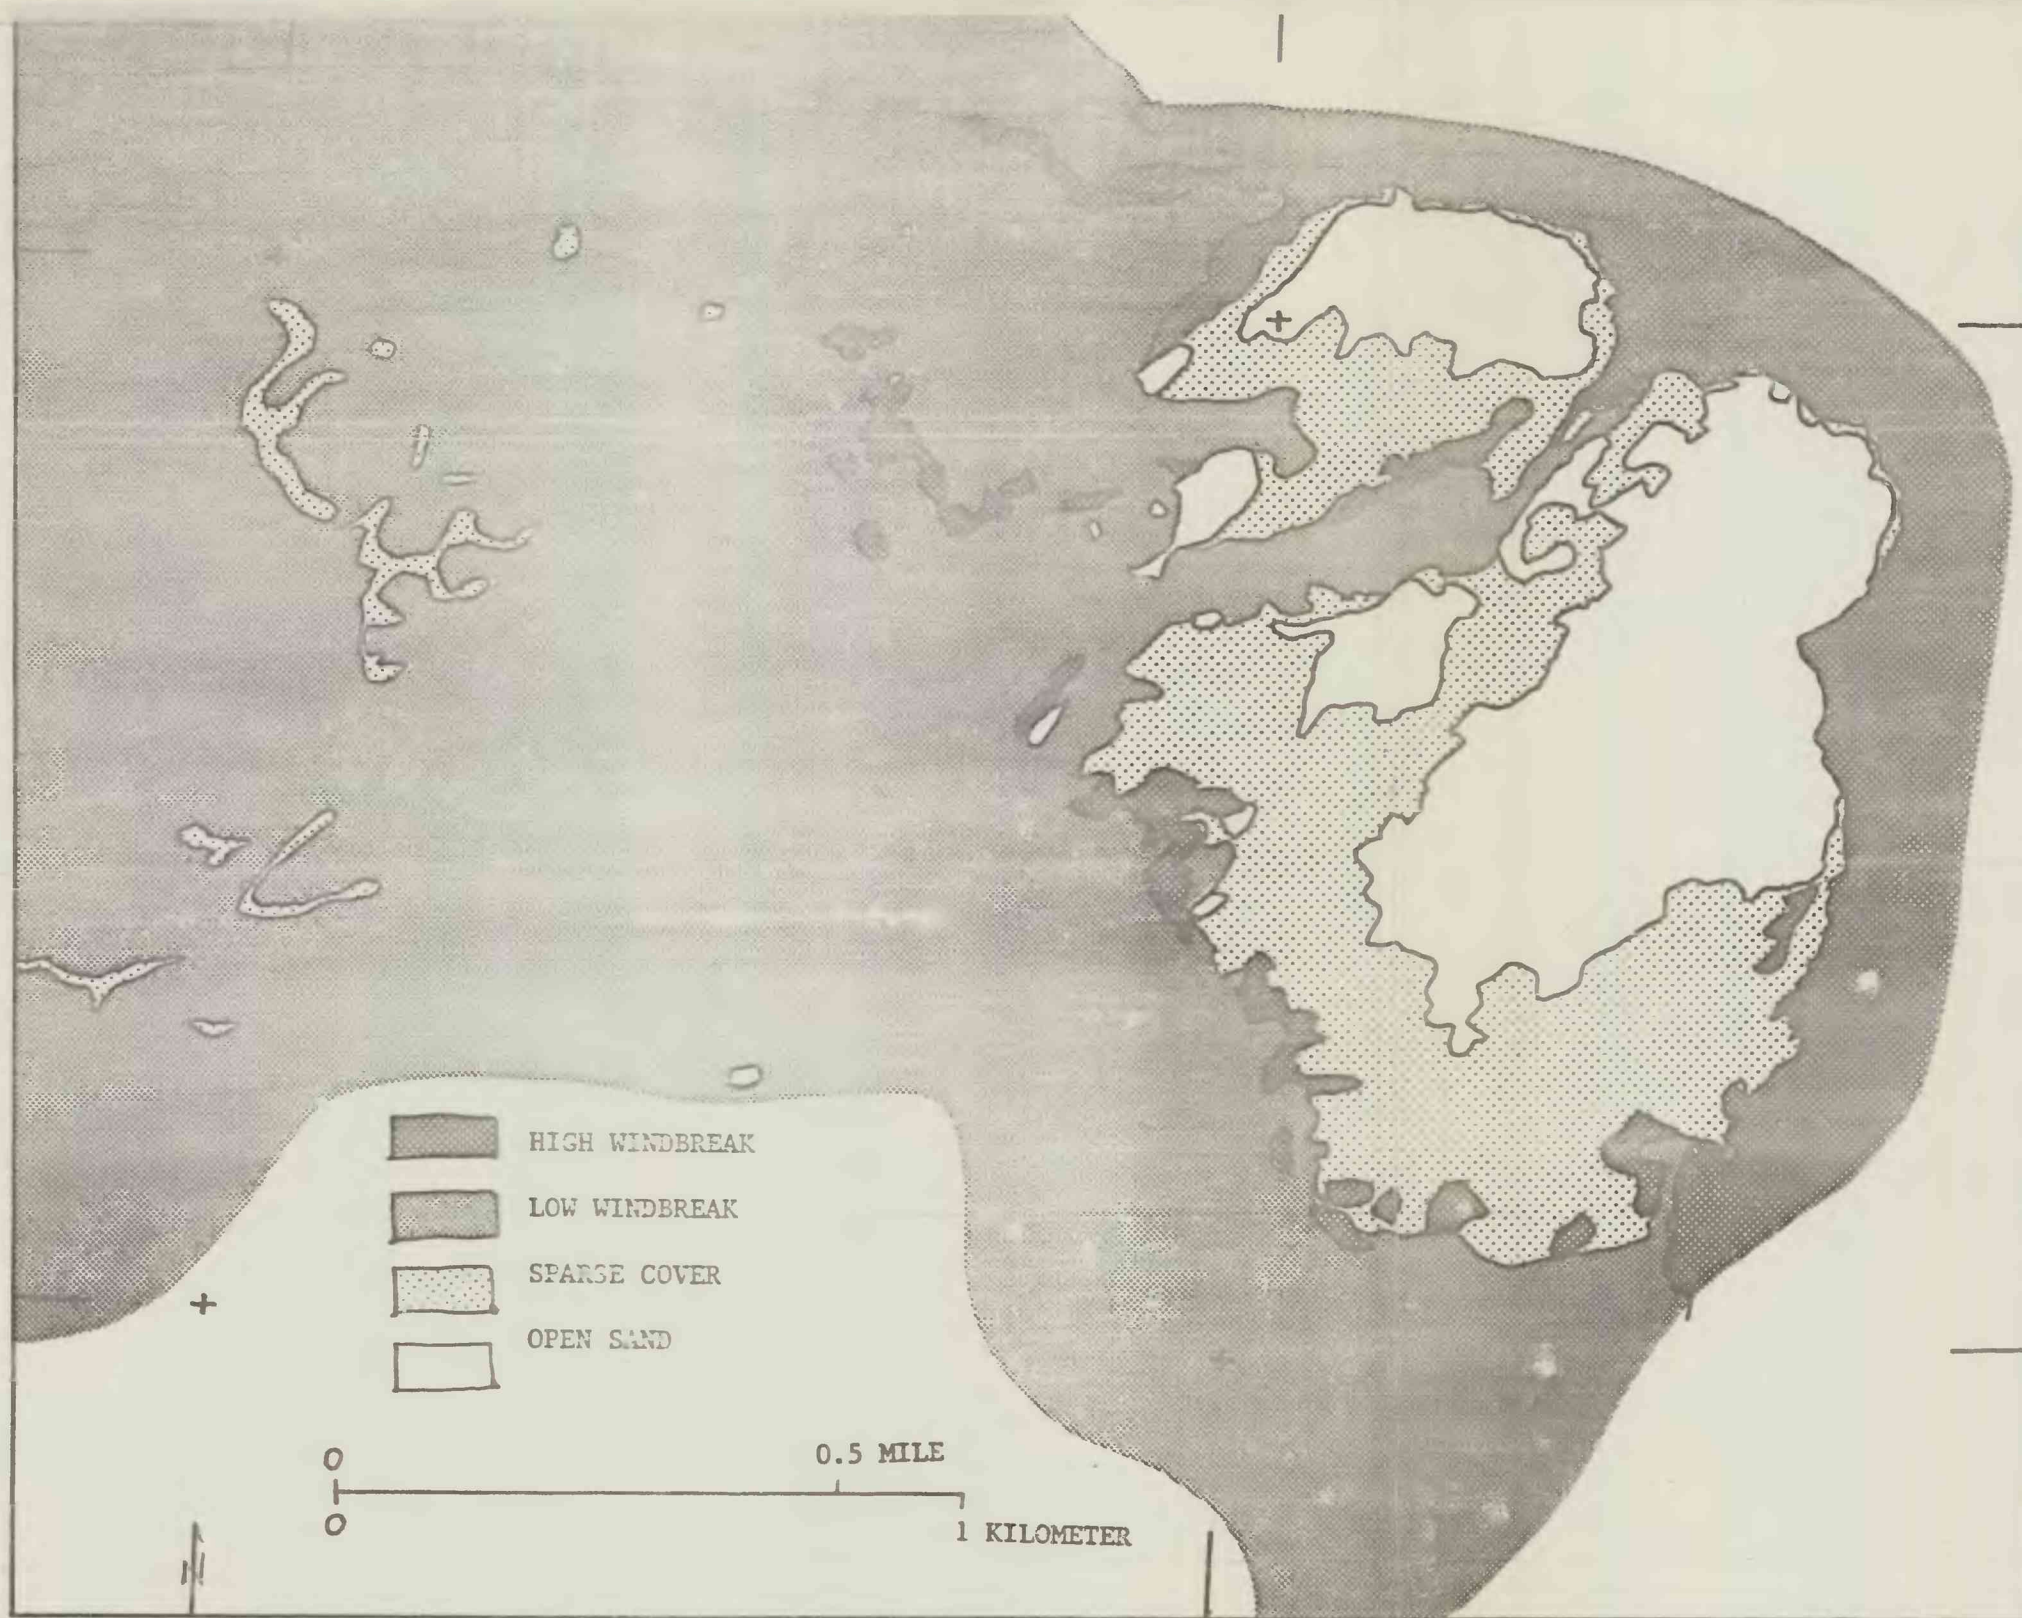 HIGH WINDBREAK
LOW WINDBREAK
SPARSE COVER
OPEN SAND
0 0.5 MILE
0 1 KILOMETER
N